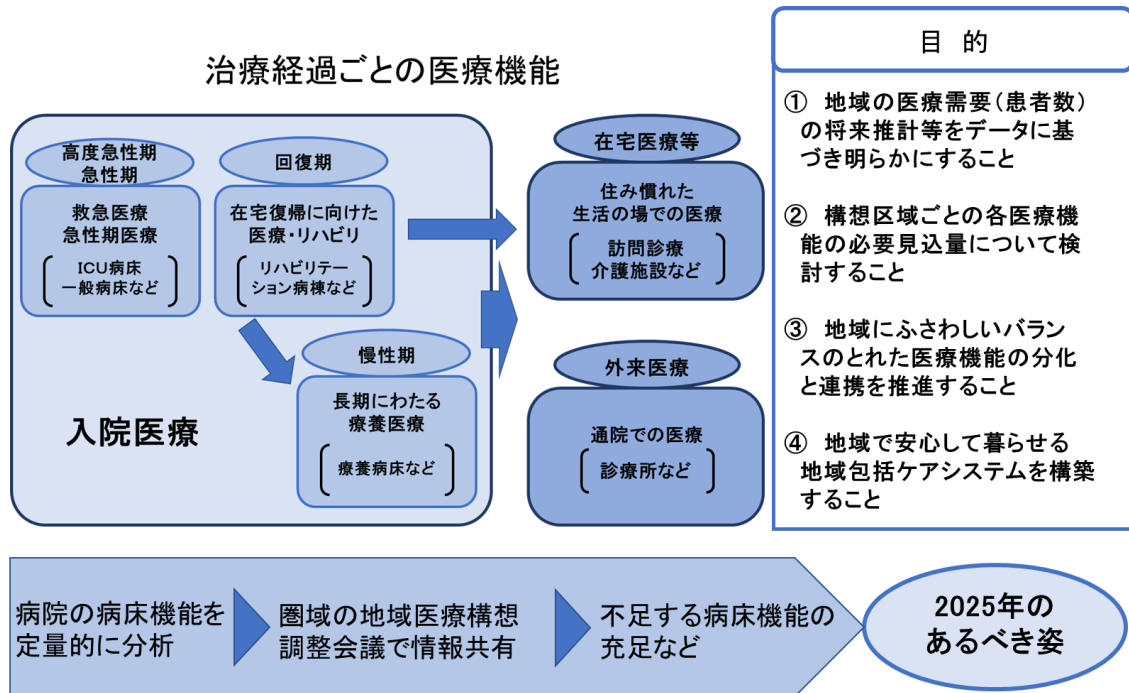 治療経過ごとの医療機能
高度急性期
急性期
救急医療
急性期医療
ICU病床
一般病床など
回復期
在宅復帰に向けた
医療・リハビリ
リハビリテー
ション病棟など
慢性期
長期にわたる
療養医療
療養病床など
入院医療
在宅医療等
住み慣れた
生活の場での医療
訪問診療
介護施設など
外来医療
通院での医療
診療所など
目 的
① 地域の医療需要(患者数)
の将来推計等をデータに基
づき明らかにすること
② 構想区域ごとの各医療機
能の必要見込量について検
討すること
③ 地域にふさわしいバラン
スのとれた医療機能の分化
と連携を推進すること
④ 地域で安心して暮らせる
地域包括ケアシステムを構築
すること
病院の病床機能を
定量的に分析
圏域の地域医療構想
調整会議で情報共有
不足する病床機能の
充足など
2025年の
あるべき姿